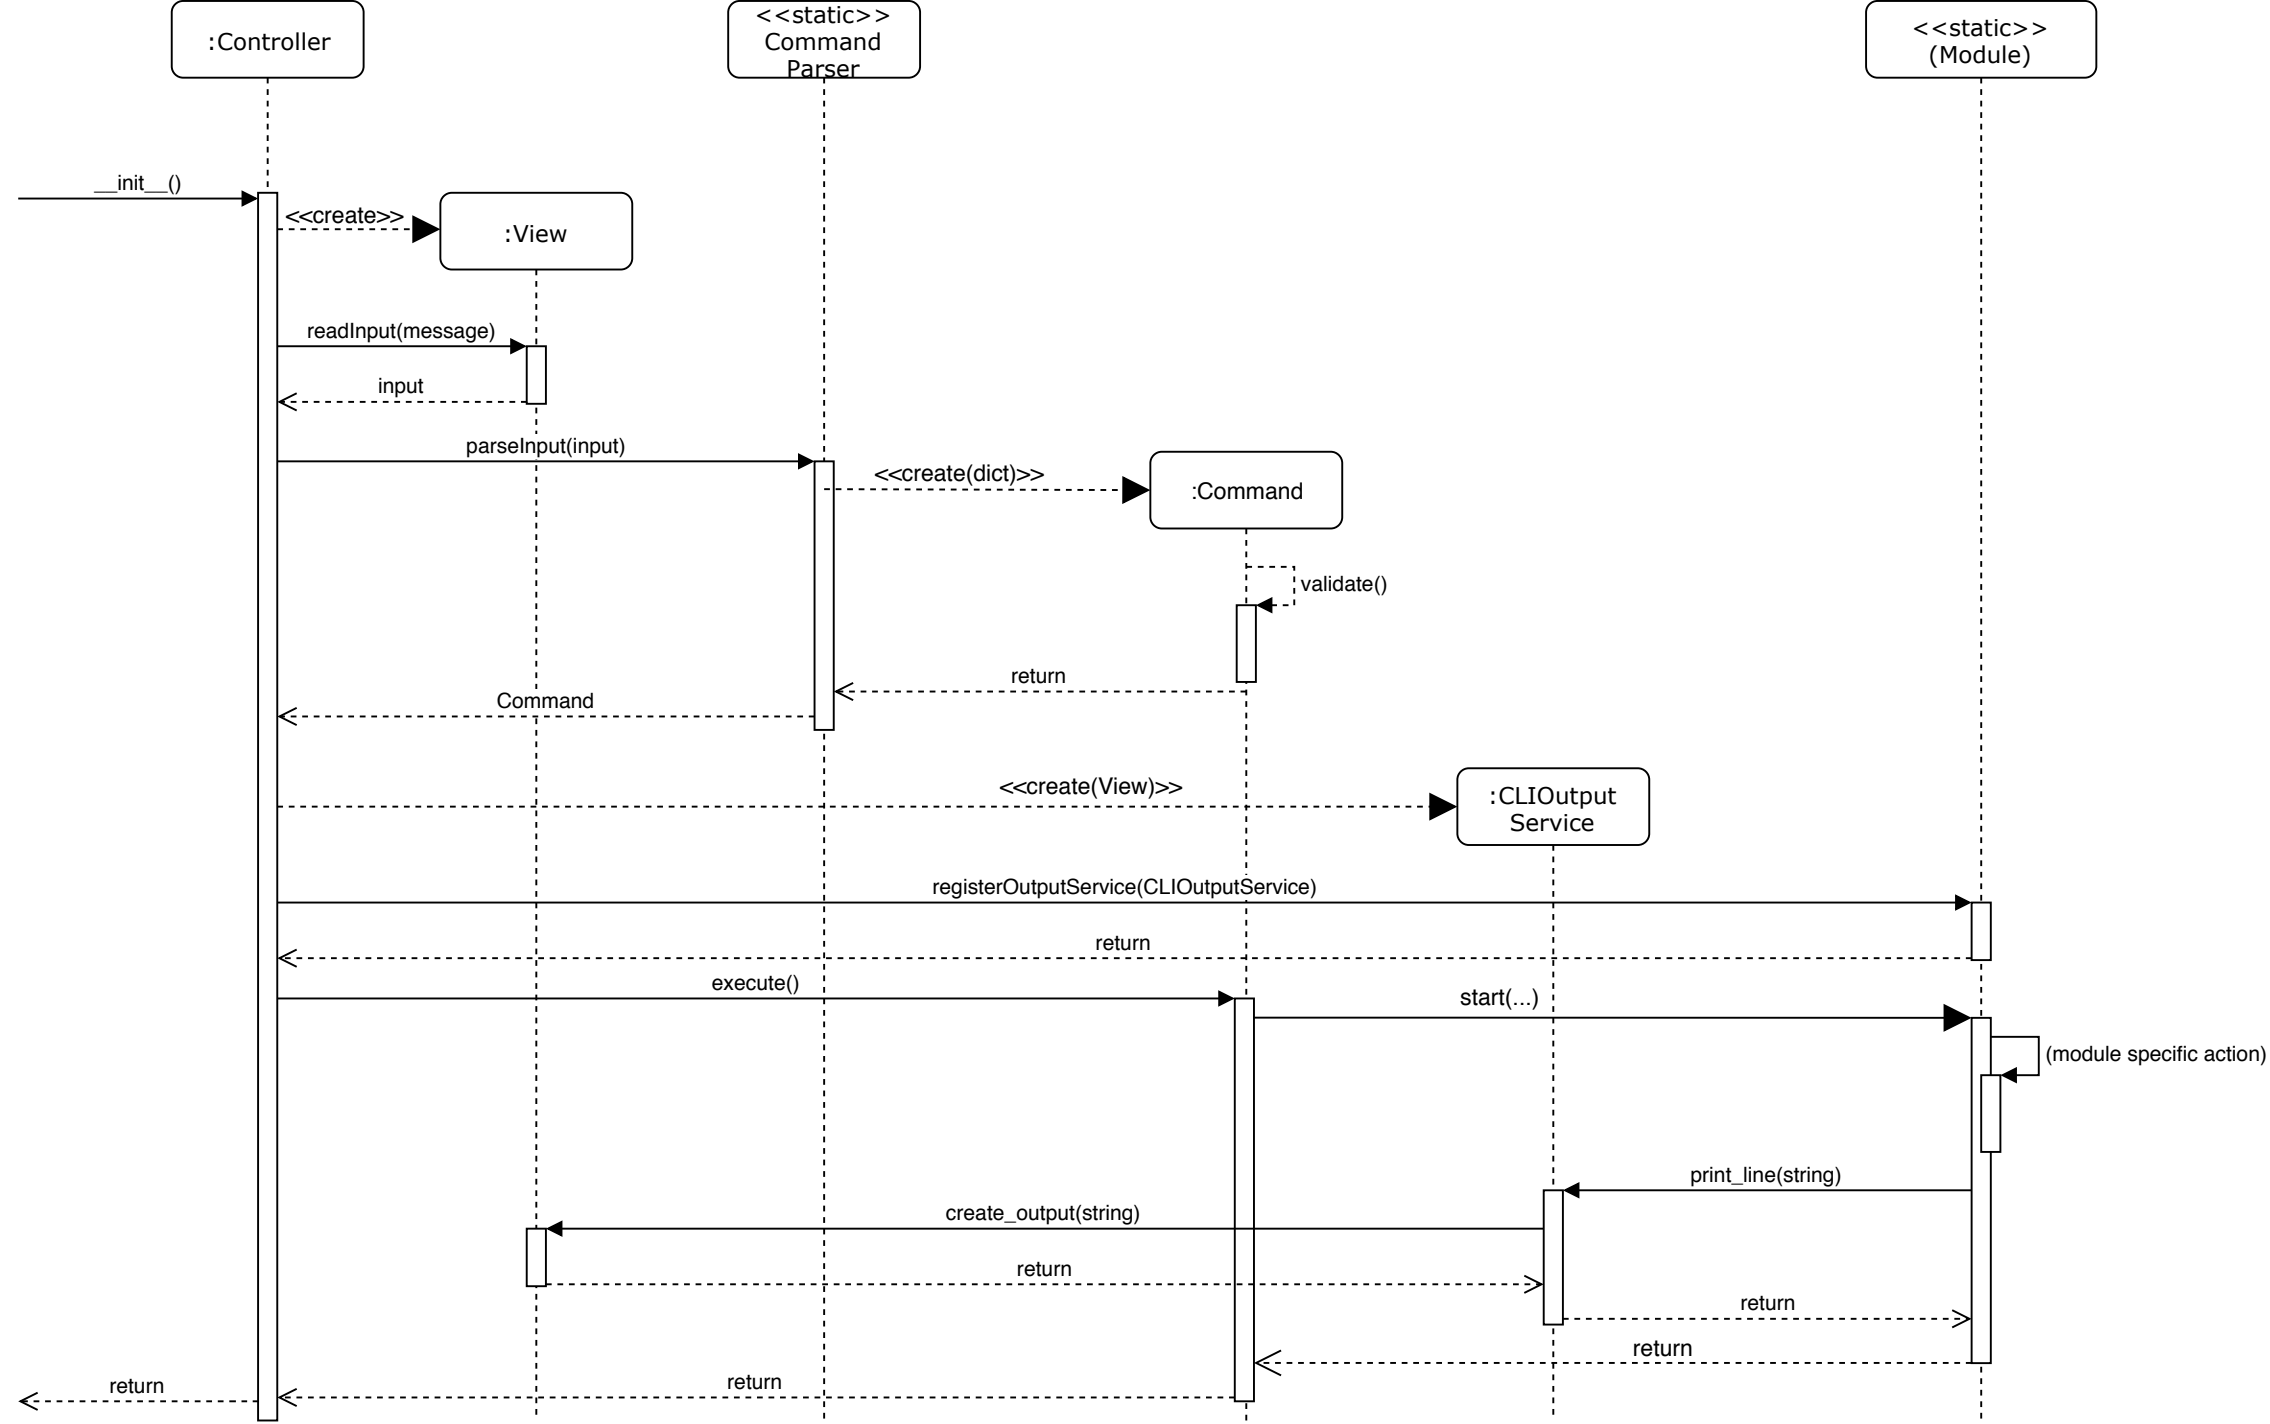 :Controller
<<static>>
Command
Parser
<<static>>
(Module)
__init__()
<<create>>
:View
readInput(message)
input
parseInput(input)
<<create(dict)>>
:Command
validate()
return
Command
<<create(View)>>
:CLIOutput
Service
registerOutputService(CLIOutputService)
return
execute()
start(...)
(module specific action)
print_line(string)
create_output(string)
return
return
return
return
return